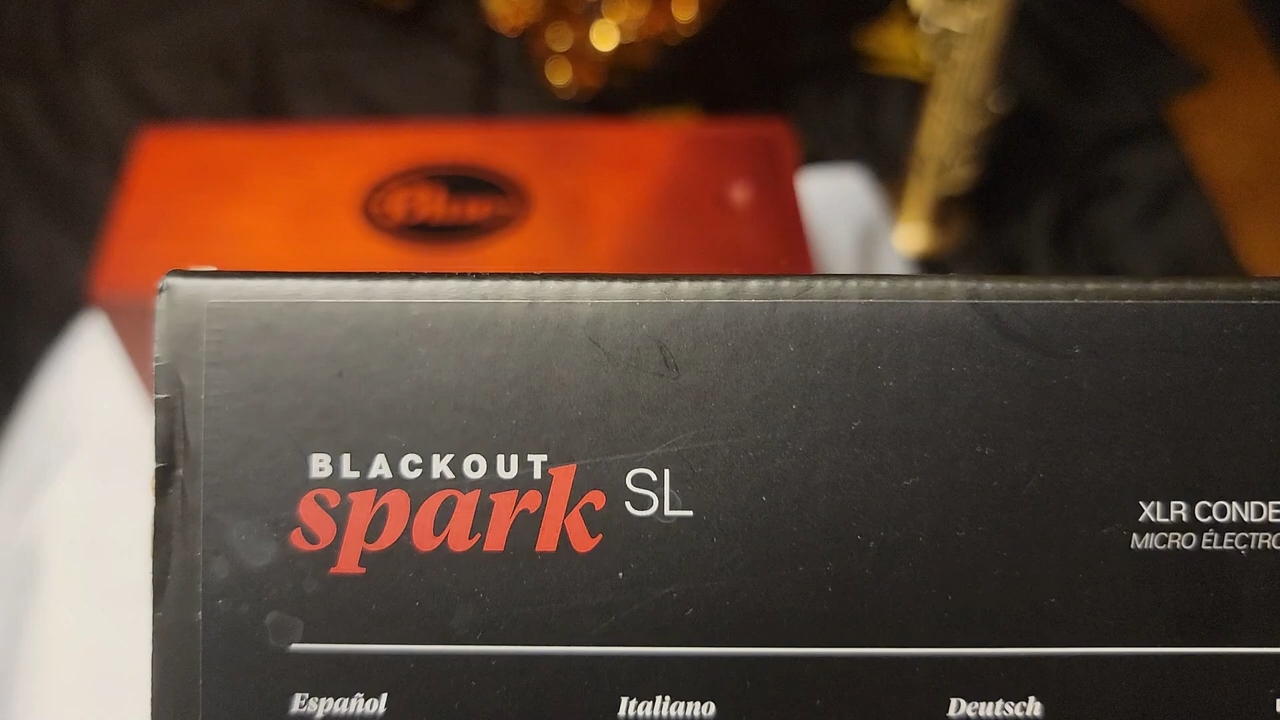 BLACKOUT
spark SL
XLR CONDE
MICRO ÉLECTRO
Español Italiano Deutsch